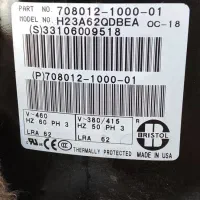 PART NO. 708012-1000-01
MODEL NO. H23A62QDBEA OC-18
(S)33106009518
(P)708012-1000-01
V-460 V-380/415
HZ 60 PH 3 HZ 50 PH 3
LRA 62 LRA 62
R
BRISTOL
THERMALLY PROTECTED MADE IN USA